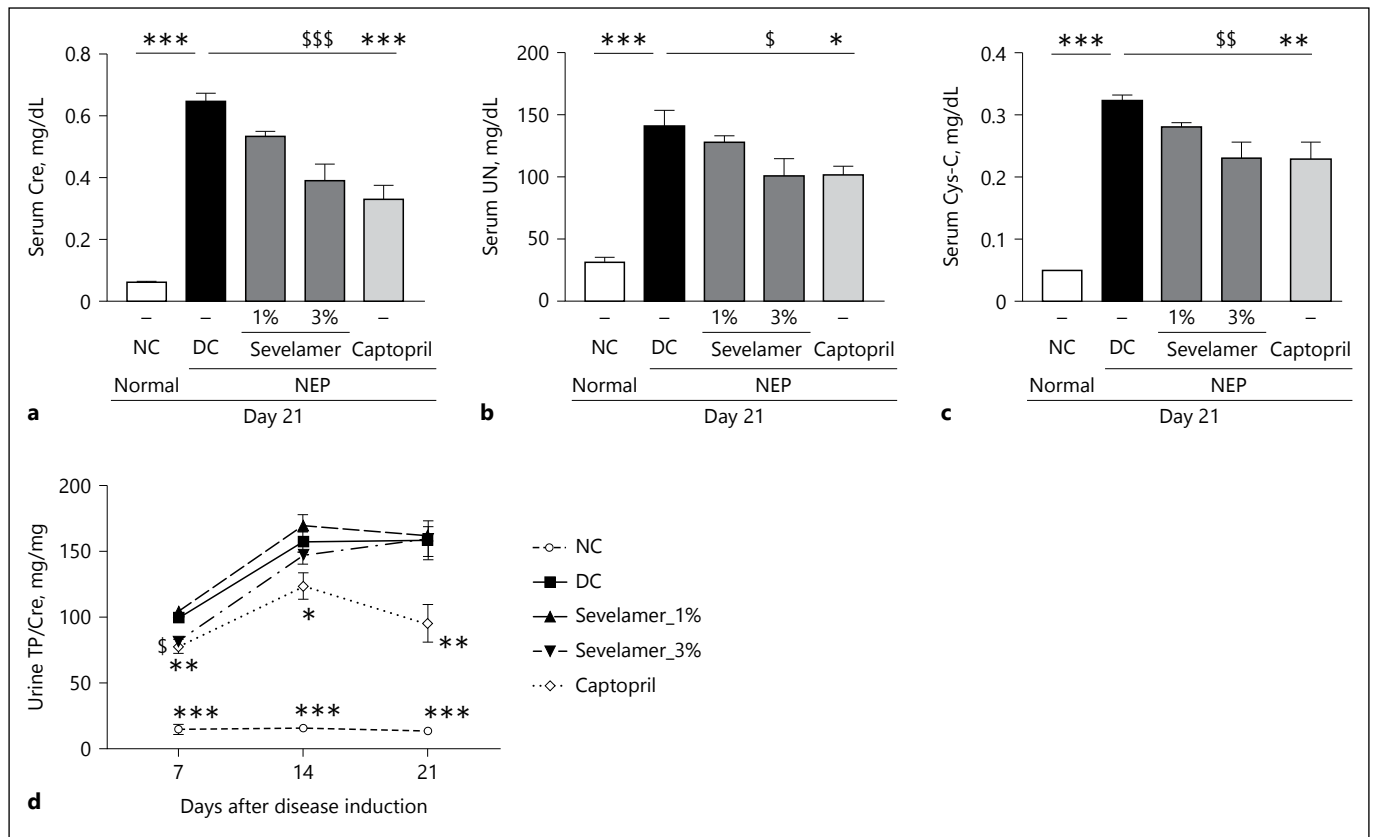 *** $$$ ***
0.8
0.6
0.4
0.2
0
Serum Cre, mg/dL
– – 1% 3% –
NC DC Sevelamer Captopril
Normal NEP
a Day 21
*** $ *
200
150
100
50
0
Serum UN, mg/dL
– – 1% 3% –
NC DC Sevelamer Captopril
Normal NEP
b Day 21
*** $$ **
0.4
0.3
0.2
0.1
0
Serum Cys-C, mg/dL
– – 1% 3% –
NC DC Sevelamer Captopril
Normal NEP
c Day 21
200
150
100
50
0
Urine TP/Cre, mg/mg
$
**
*
**
*** *** ***
7 14 21
d Days after disease induction
NC
DC
Sevelamer_1%
Sevelamer_3%
Captopril